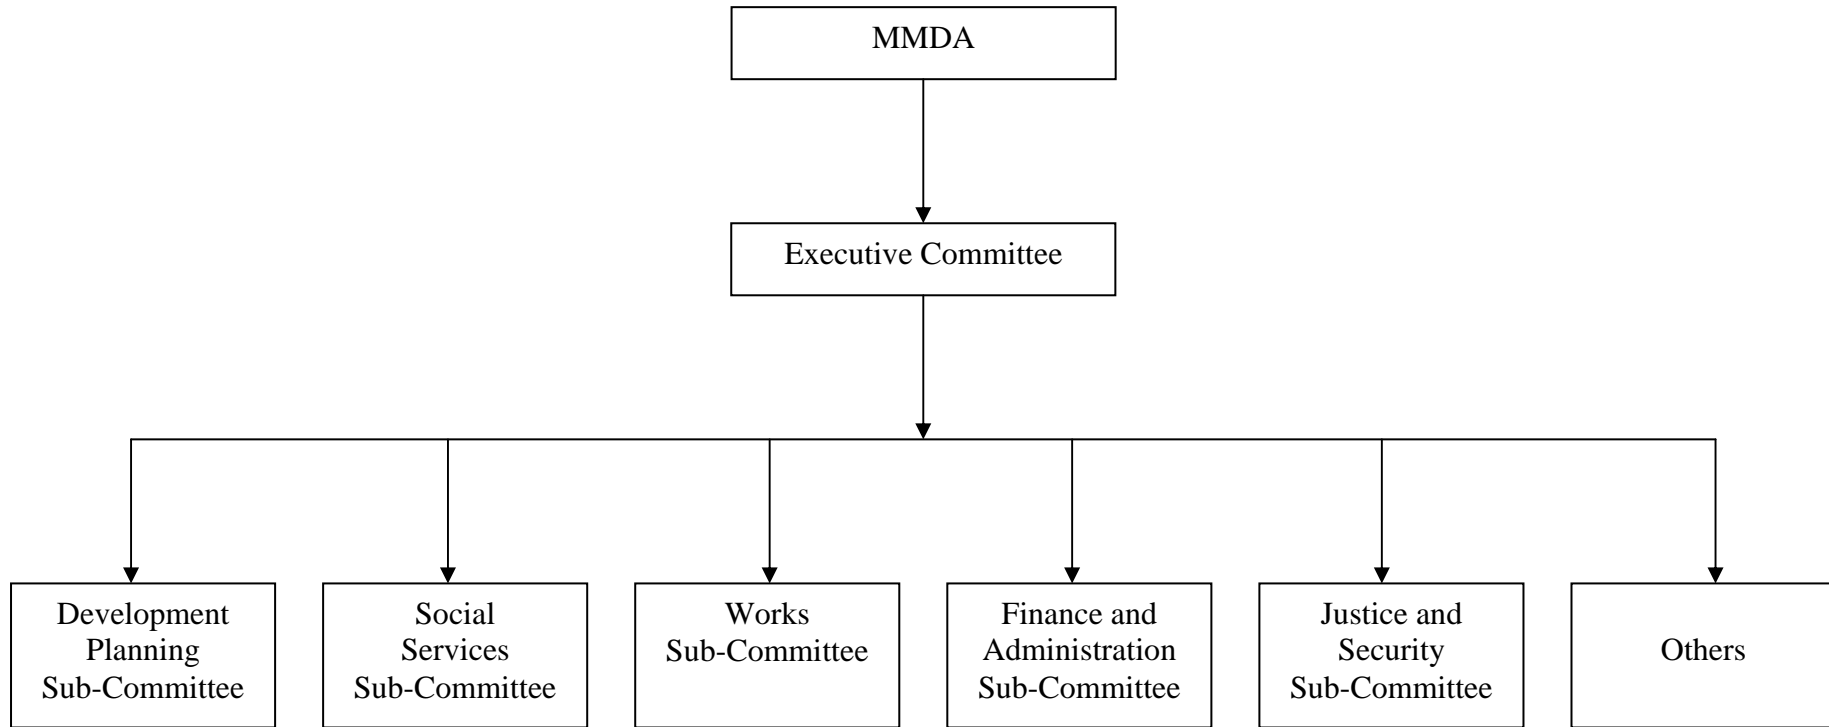 MMDA
Executive Committee
Development
Planning
Sub-Committee
Social
Services
Sub-Committee
Works
Sub-Committee
Finance and
Administration
Sub-Committee
Justice and
Security
Sub-Committee
Others